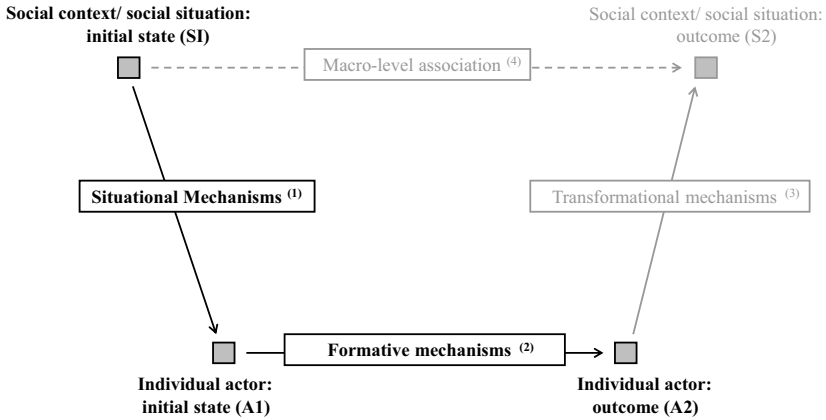 Social context/ social situation:
initial state (SI)
Social context/ social situation:
outcome (S2)
Macro-level association (4)
Situational Mechanisms (1)
Transformational mechanisms (3)
Formative mechanisms (2)
Individual actor:
initial state (A1)
Individual actor:
outcome (A2)